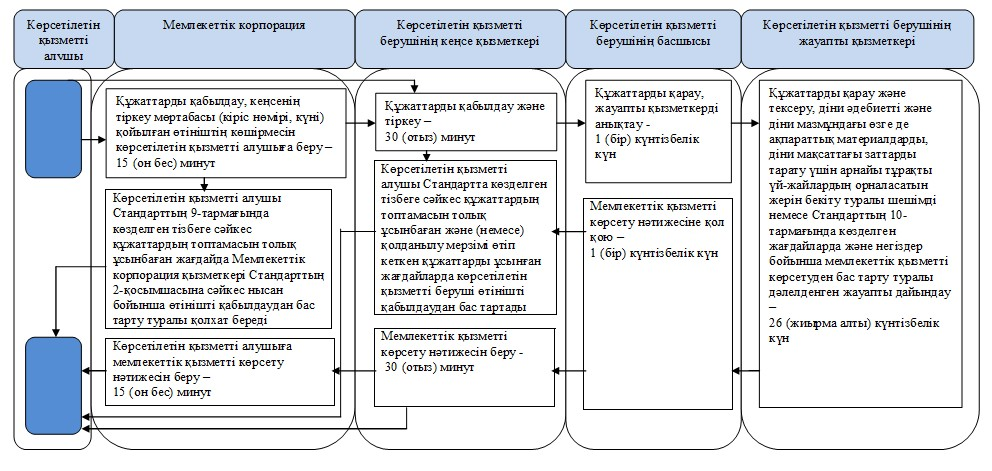 Көрсетілетін
қызметті
алушы
Мемлекеттік корпорация
Көрсетілетін қызметті
берушінің кеңсе қызметкері
Көрсетілетін қызметті
берушінің басшысы
Көрсетілетін қызметті берушінің
жауапты қызметкері
Құжаттарды қабылдау, кеңсенің
тіркеу мөртабасы (кіріс нөмірі, күні)
қойылған өтініштің көшірмесін
көрсетілетін қызметті алушыға беру –
15 (он бес) минут
Көрсетілетін қызметті алушы
Стандарттың 9-тармағында
көзделген тізбеге сәйкес
құжаттардың топтамасын толық
ұсынбаған жағдайда Мемлекеттік
корпорация қызметкері Стандарттың
2-қосымшасына сәйкес нысан
бойынша өтінішті қабылдаудан бас
тарту туралы қолхат береді
Көрсетілетін қызметті алушыға
мемлекеттік қызметті көрсету
нәтижесін беру –
15 (он бес) минут
Құжаттарды қабылдау және
тіркеу –
30 (отыз) минут
Көрсетілетін қызметті
алушы Стандартта көзделген
тізбеге сәйкес құжаттардың
топтамасын толық
ұсынбаған және (немесе)
қолданылу мерзімі өтіп
кеткен құжаттарды ұсынған
жағдайларда көрсетілетін
қызметті беруші өтінішті
қабылдаудан бас тартады
Мемлекеттік қызметті
көрсету нәтижесін беру -
30 (отыз) минут
Құжаттарды қарау,
жауапты қызметкерді
анықтау -
1 (бір) күнтізбелік
күн
Мемлекеттік қызметті
көрсету нәтижесіне қол
қою –
1 (бір) күнтізбелік күн
Құжаттарды қарау және
тексеру, діни әдебиетті және
діни мазмұндағы өзге де
ақпараттық материалдарды,
діни мақсаттағы заттарды
тарату үшін арнайы тұрақты
үй-жайлардың орналасатын
жерін бекіту туралы шешімді
немесе Стандарттың 10-
тармағында көзделген
жағдайларда және негіздер
бойынша мемлекеттік қызметті
көрсетуден бас тарту туралы
дәлелденген жауапты дайындау
–
26 (жиырма алты) күнтізбелік
күн